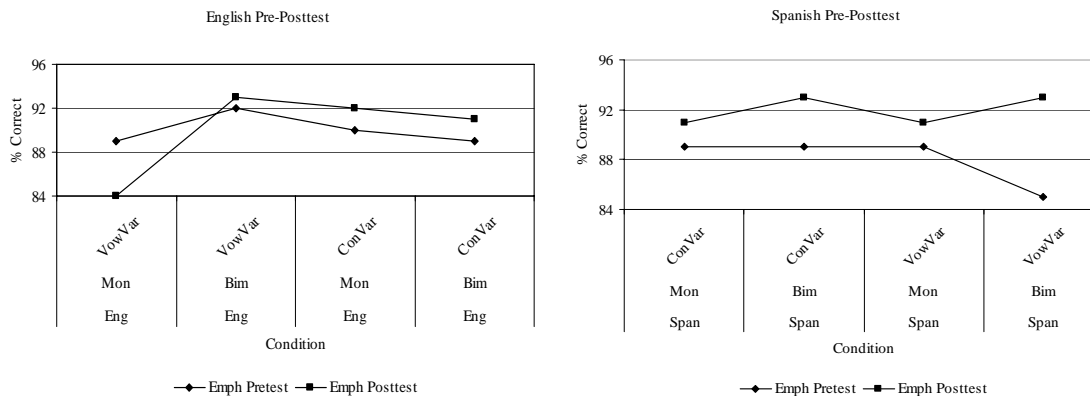 English Pre-Posttest
96
92
88
84
% Correct
VowVar VowVar ConVar ConVar
Mon Bim Mon Bim
Eng Eng Eng Eng
Condition
Emph Pretest Emph Posttest
Spanish Pre-Posttest
96
92
88
84
% Correct
ConVar ConVar VowVar VowVar
Mon Bim Mon Bim
Span Span Span Span
Condition
Emph Pretest Emph Posttest